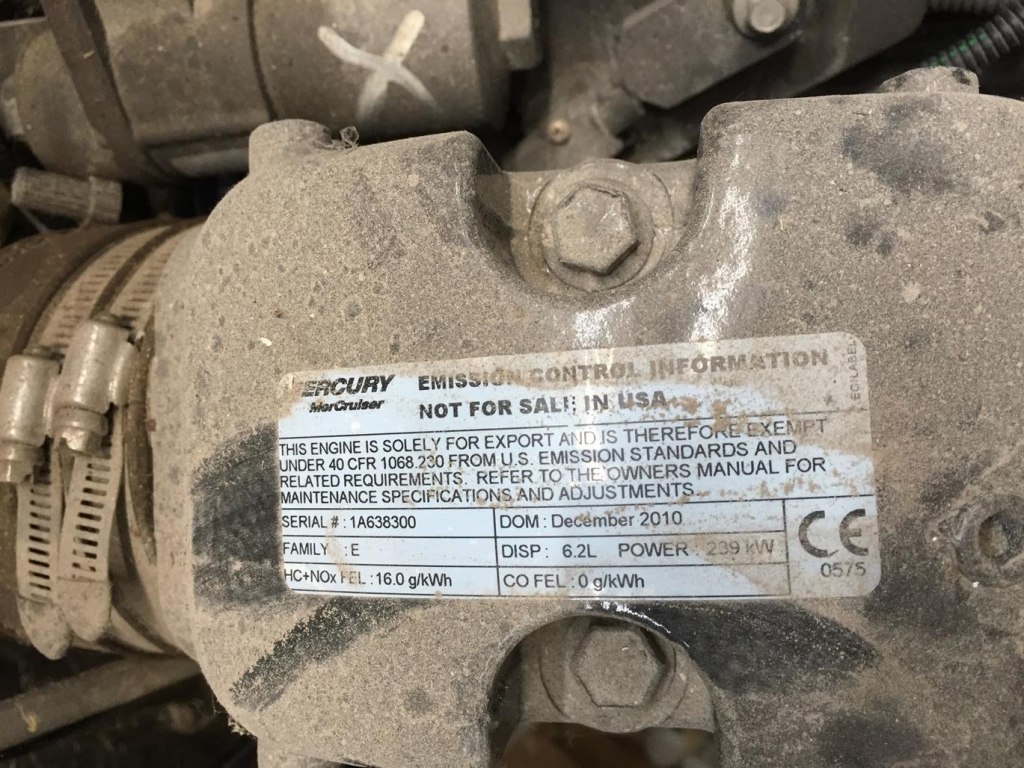 MERCURY
MerCruiser
EMISSION CONTROL INFORMATION
NOT FOR SALE IN USA
ECNLABEL
THIS ENGINE IS SOLELY FOR EXPORT AND IS THEREFORE EXEMPT
UNDER 40 CFR 1068.230 FROM U.S. EMISSION STANDARDS AND
RELATED REQUIREMENTS. REFER TO THE OWNERS MANUAL FOR
MAINTENANCE SPECIFICATIONS AND ADJUSTMENTS.
SERIAL # : 1A638300
DOM : December 2010
FAMILY : E
DISP : 6.2L POWER : 239 kW
HC+NOx FEL : 16.0 g/kWh
CO FEL : 0 g/kWh
CE
0575